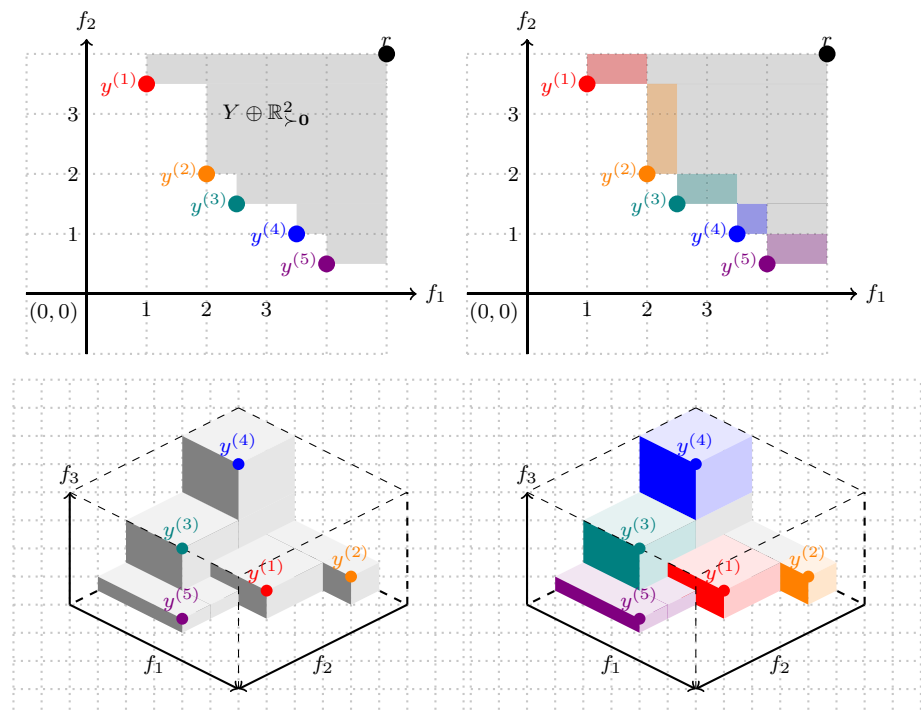 f₂ f₂
r r
y⁽¹⁾ y⁽¹⁾
3 Y ⊕ ℝ²≻𝟎 3
2 y⁽²⁾ 2 y⁽²⁾
y⁽³⁾ y⁽³⁾
1 y⁽⁴⁾ 1 y⁽⁴⁾
y⁽⁵⁾ y⁽⁵⁾
f₁ f₁
(0, 0) 1 2 3 (0, 0) 1 2 3
y⁽⁴⁾ y⁽⁴⁾
f₃ f₃
y⁽³⁾ y⁽³⁾
y⁽¹⁾ y⁽²⁾ y⁽¹⁾ y⁽²⁾
y⁽⁵⁾ y⁽⁵⁾
f₁ f₂ f₁ f₂